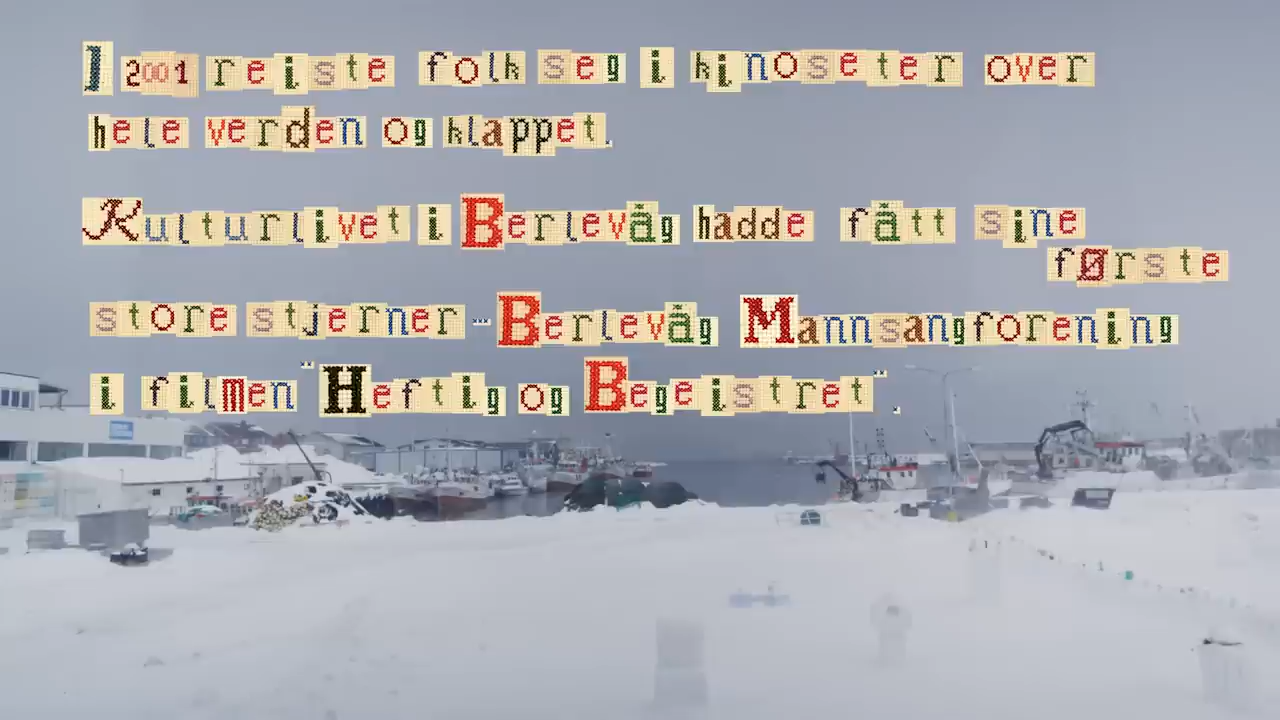 I 2001 reiste folk seg i kinoseter over
hele verden og klappet.
Kulturlivet i Berlevåg hadde fått sine
første
store stjerner - Berlevåg Mannsangforening
i filmen "Heftig og Begeistret".